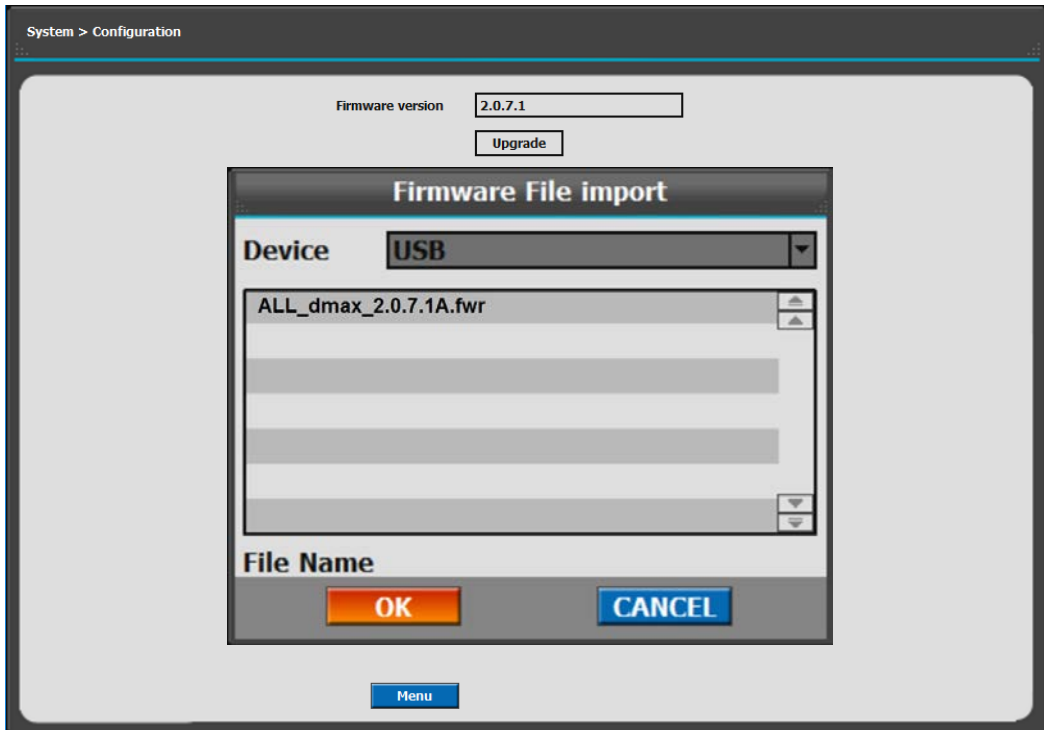 System > Configuration
Firmware version 2.0.7.1
Upgrade
Firmware File import
Device USB
ALL_dmax_2.0.7.1A.fwr
File Name
OK CANCEL
Menu